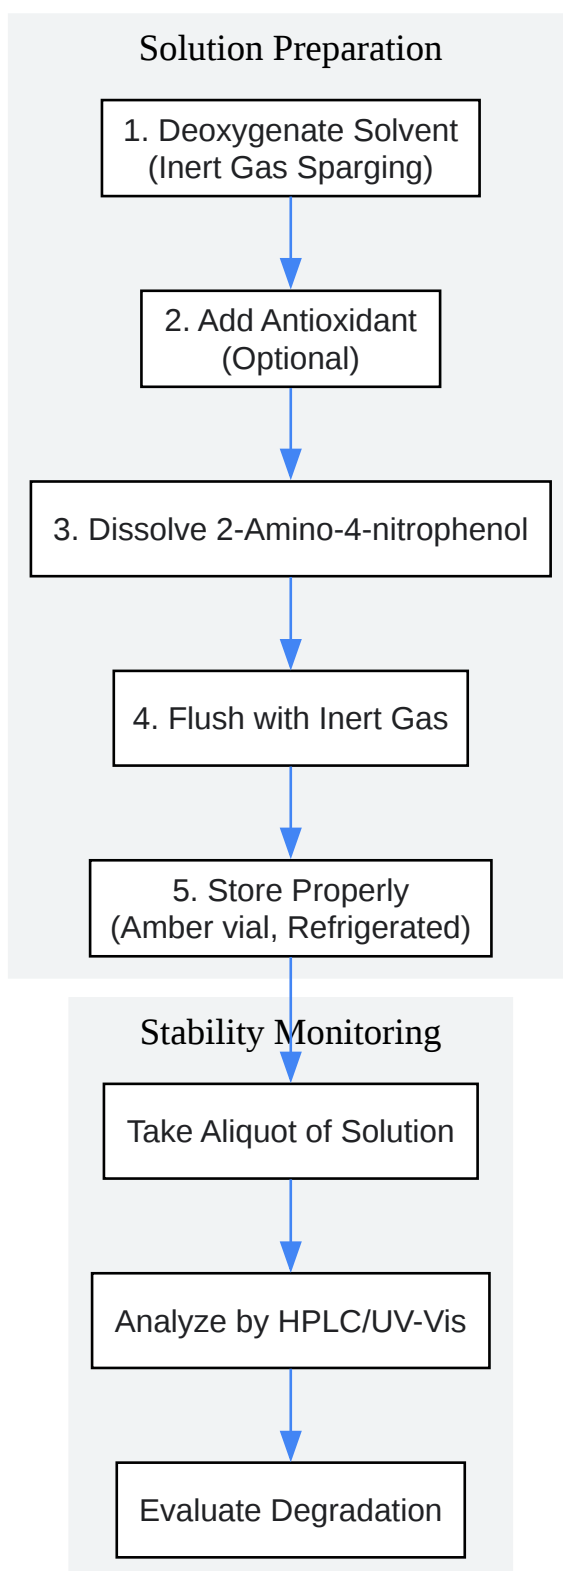 Solution Preparation
1. Deoxygenate Solvent
(Inert Gas Sparging)
2. Add Antioxidant
(Optional)
3. Dissolve 2-Amino-4-nitrophenol
4. Flush with Inert Gas
5. Store Properly
(Amber vial, Refrigerated)
Stability Monitoring
Take Aliquot of Solution
Analyze by HPLC/UV-Vis
Evaluate Degradation